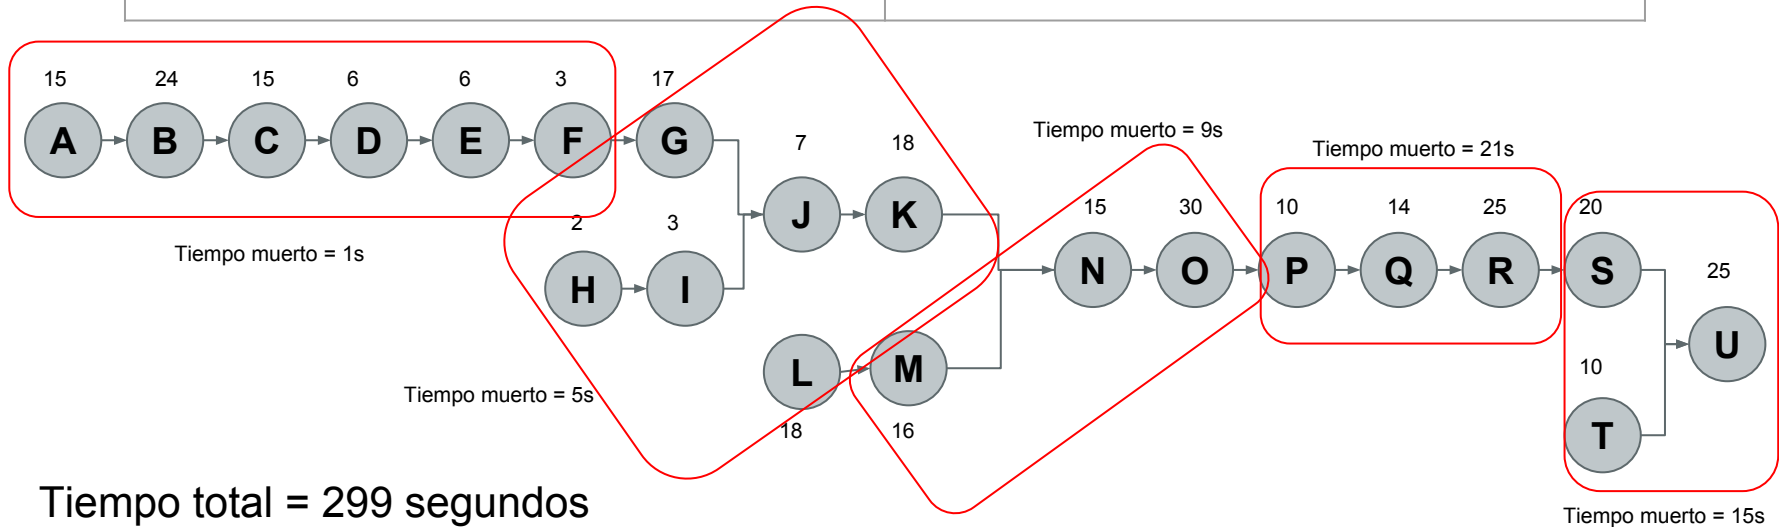 15 24 15 6 6 3 17
A B C D E F G
Tiempo muerto = 9s
Tiempo muerto = 21s
7 18
J K
2 3
H I
15 30 10 14 25 20
N O P Q R S
25
U
Tiempo muerto = 1s
L M
10
T
Tiempo muerto = 5s
18 16
Tiempo total = 299 segundos
Tiempo muerto = 15s